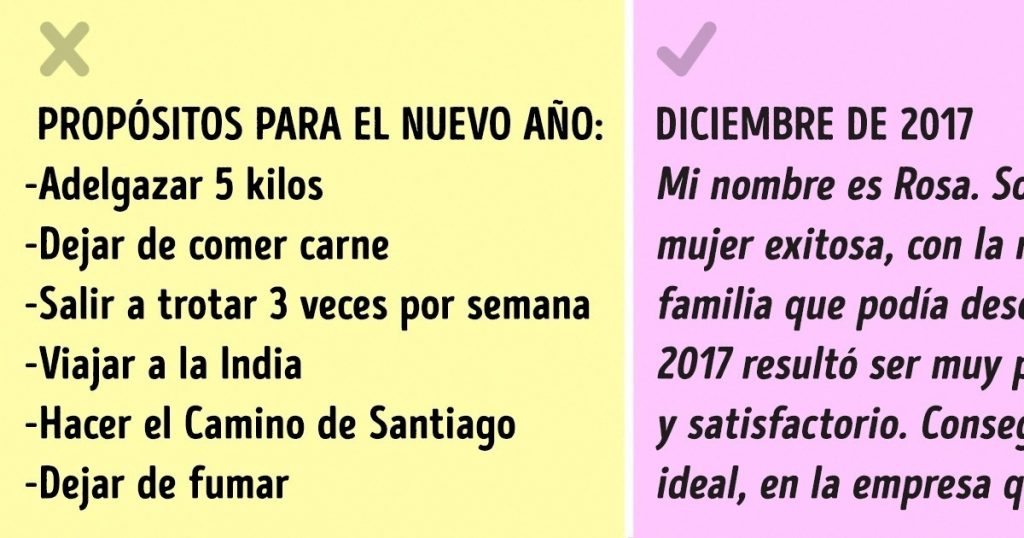 PROPÓSITOS PARA EL NUEVO AÑO:
-Adelgazar 5 kilos
-Dejar de comer carne
-Salir a trotar 3 veces por semana
-Viajar a la India
-Hacer el Camino de Santiago
-Dejar de fumar
DICIEMBRE DE 2017
Mi nombre es Rosa.
mujer exitosa, con la
familia que podía
2017 resultó ser muy
y satisfactorio.
ideal, en la empresa